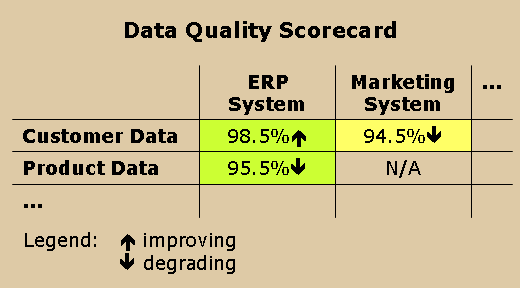 Data Quality Scorecard
ERP System Marketing System ...
Customer Data 98.5%🡹 94.5%🡻
Product Data 95.5%🡻 N/A
...
Legend: 🡹 improving
🡻 degrading